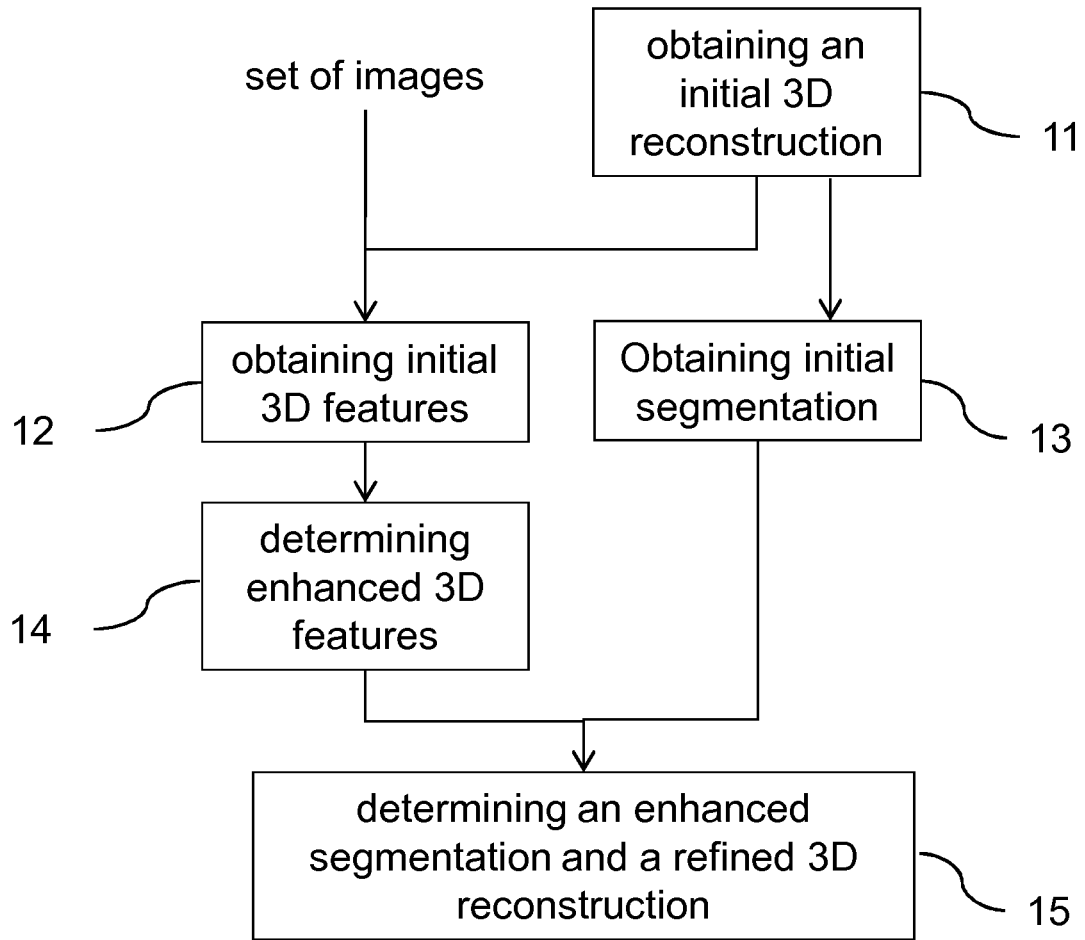 set of images
obtaining an
initial 3D
reconstruction
11
obtaining initial
3D features
12
Obtaining initial
segmentation
13
determining
enhanced 3D
features
14
determining an enhanced
segmentation and a refined 3D
reconstruction
15